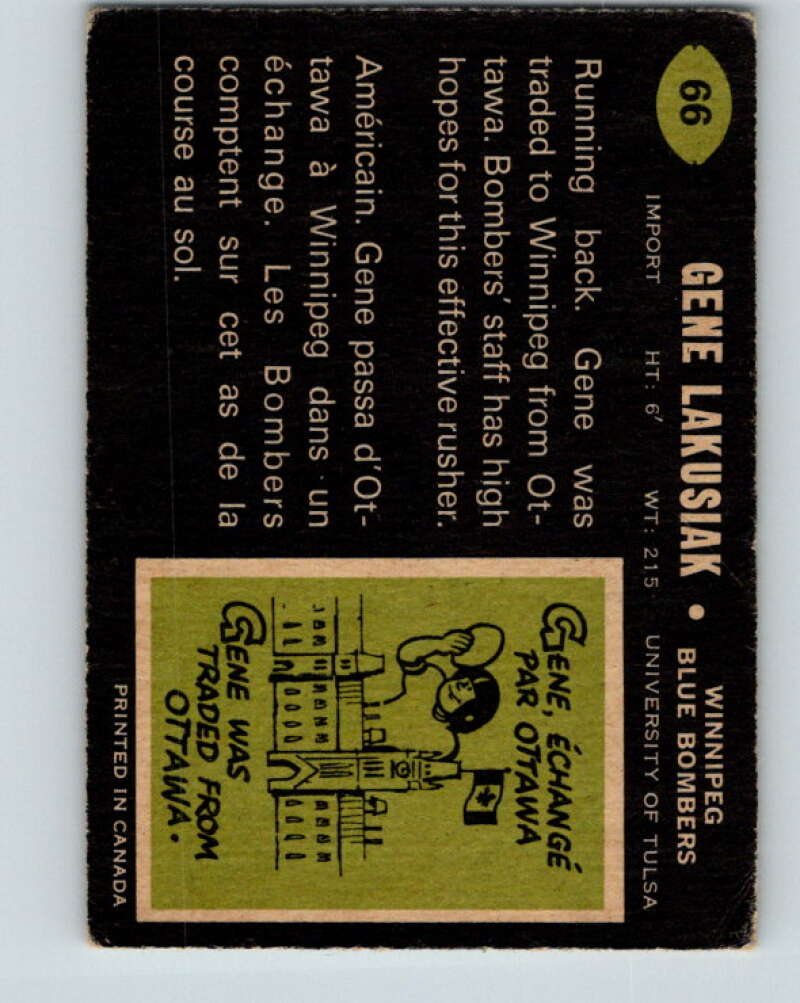 66
GENE LAKUSIAK •
WINNIPEG
BLUE BOMBERS
IMPORT HT: 6' WT: 215 UNIVERSITY OF TULSA
Running back. Gene was
traded to Winnipeg from Ot-
tawa. Bombers' staff has high
hopes for this effective rusher.
Américain. Gene passa d'Ot-
tawa à Winnipeg dans un
échange. Les Bombers
comptent sur cet as de la
course au sol.
GENE, ÉCHANGÉ
PAR OTTAWA
GENE WAS
TRADED FROM
OTTAWA.
PRINTED IN CANADA